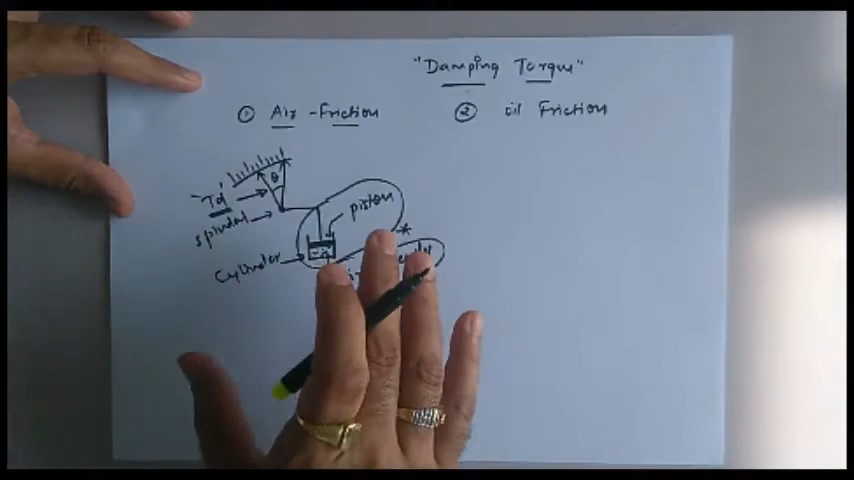 "Damping Torque"
① Air-Friction
② oil Friction
θ
"Td"
spindal
piston
*
Cylinder